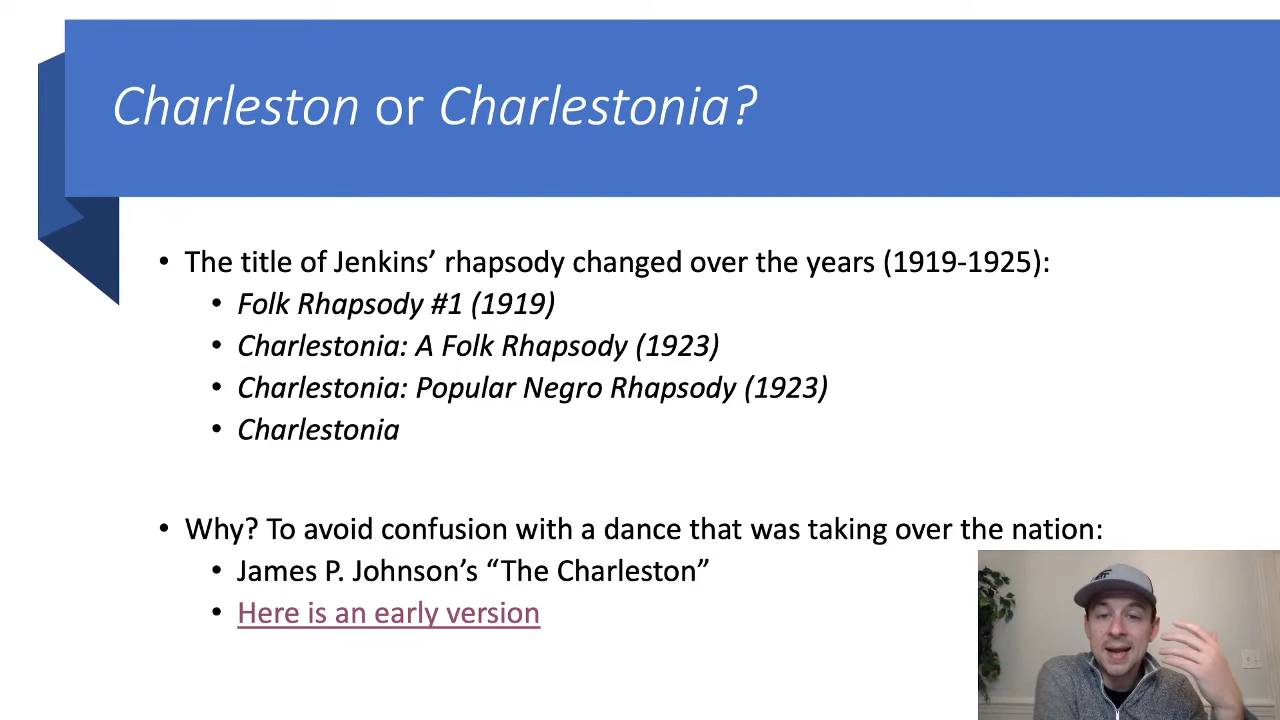 Charleston or Charlestonia?
• The title of Jenkins’ rhapsody changed over the years (1919-1925):
• Folk Rhapsody #1 (1919)
• Charlestonia: A Folk Rhapsody (1923)
• Charlestonia: Popular Negro Rhapsody (1923)
• Charlestonia
• Why? To avoid confusion with a dance that was taking over the nation:
• James P. Johnson’s “The Charleston”
• Here is an early version